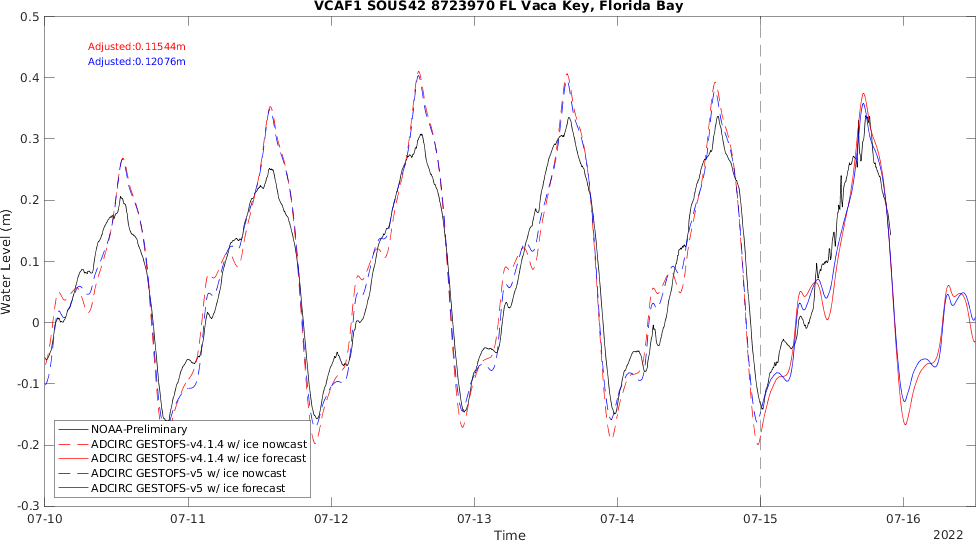 VCAF1 SOUS42 8723970 FL Vaca Key, Florida Bay
0.5
Adjusted:0.11544m
Adjusted:0.12076m
0.4
0.3
0.2
0.1
0
-0.1
-0.2
-0.3
Water Level (m)
NOAA-Preliminary
ADCIRC GESTOFS-v4.1.4 w/ ice nowcast
ADCIRC GESTOFS-v4.1.4 w/ ice forecast
ADCIRC GESTOFS-v5 w/ ice nowcast
ADCIRC GESTOFS-v5 w/ ice forecast
07-10 07-11 07-12 07-13 07-14 07-15 07-16
Time
2022